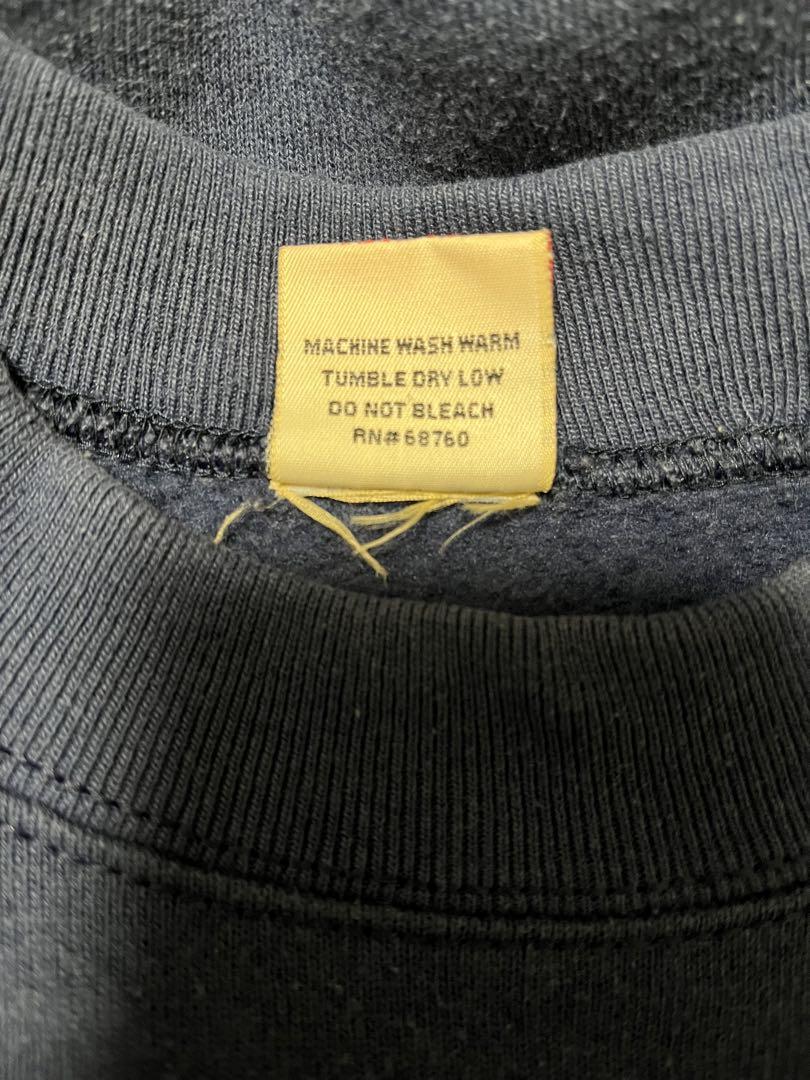 MACHINE WASH WARM
TUMBLE DRY LOW
DO NOT BLEACH
RN# 68760